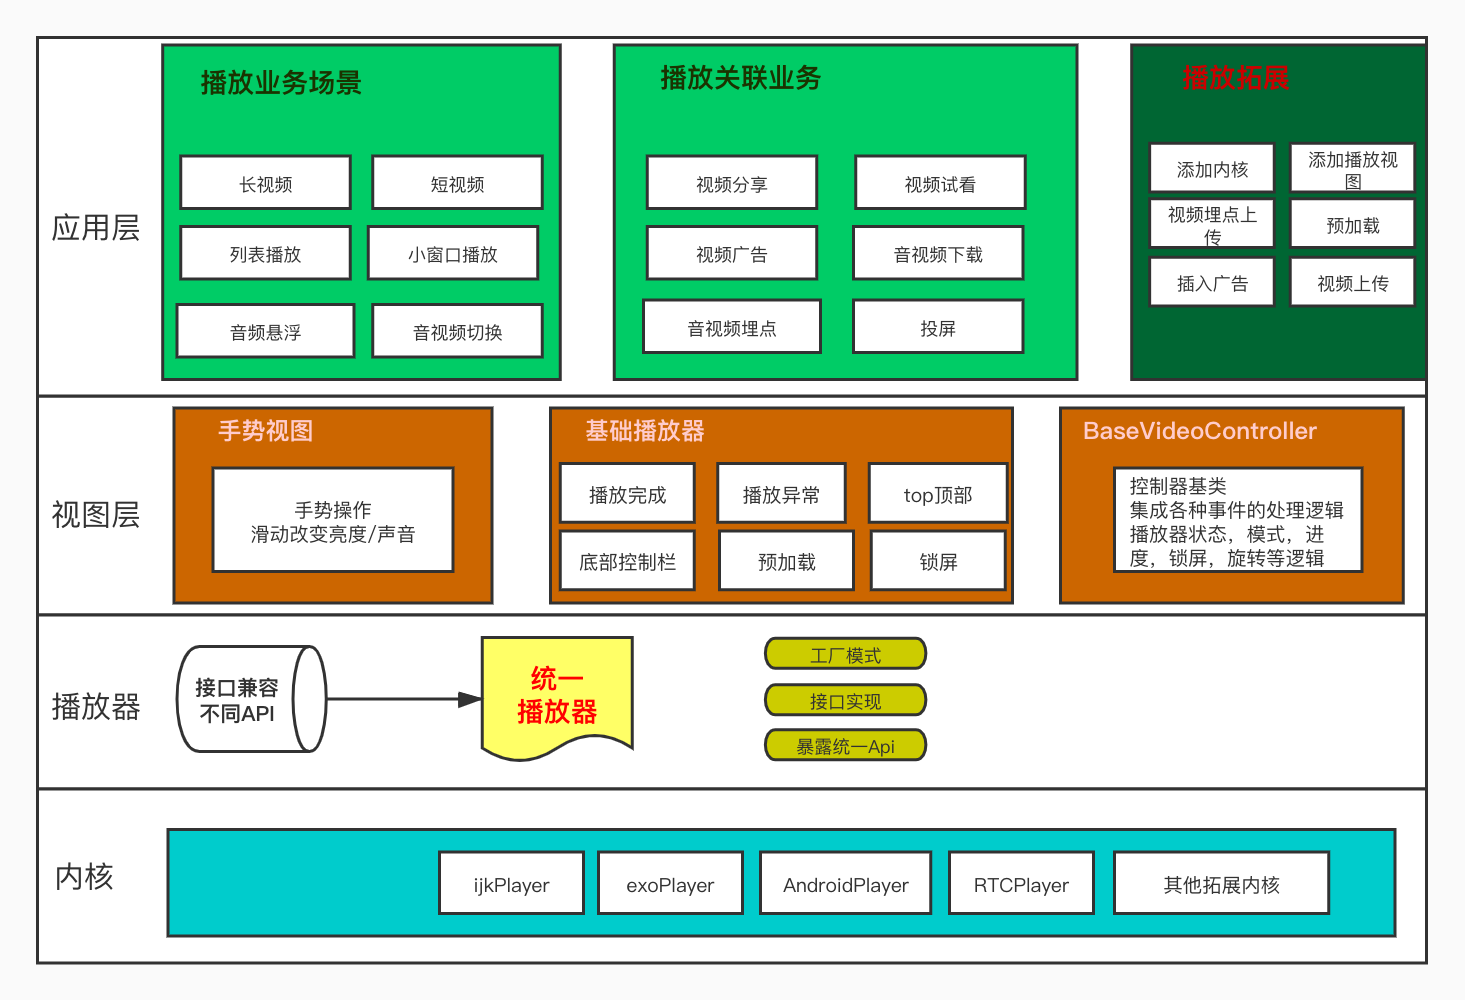 应用层
播放业务场景
长视频
短视频
列表播放
小窗口播放
音频悬浮
音视频切换
播放关联业务
视频分享
视频试看
视频广告
音视频下载
音视频埋点
投屏
播放拓展
添加内核
添加播放视
图
视频埋点上
传
预加载
插入广告
视频上传
视图层
手势视图
手势操作
滑动改变亮度/声音
基础播放器
播放完成
播放异常
top顶部
底部控制栏
预加载
锁屏
BaseVideoController
控制器基类
集成各种事件的处理逻辑
播放器状态，模式，进
度，锁屏，旋转等逻辑
播放器
接口兼容
不同API
统一
播放器
工厂模式
接口实现
暴露统一Api
内核
ijkPlayer
exoPlayer
AndroidPlayer
RTCPlayer
其他拓展内核